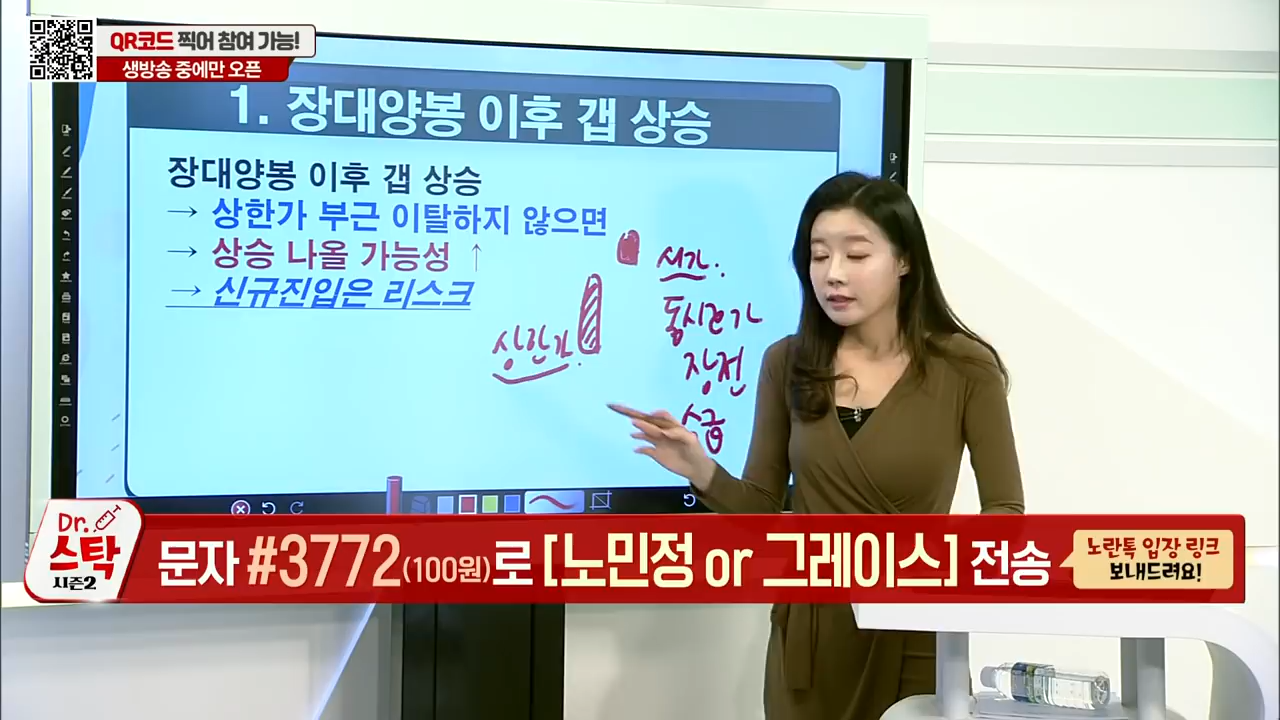 QR코드 찍어 참여 가능!
생방송 중에만 오픈
1. 장대양봉 이후 갭 상승
장대양봉 이후 갭 상승
→ 상한가 부근 이탈하지 않으면
→ 상승 나올 가능성 ↑
→ 신규진입은 리스크
시가.
동시호가
장전
수급
상한가.
Dr.
스탁
시즌2
문자 #3772(100원)로 [노민정 or 그레이스] 전송
노란톡 입장 링크
보내드려요!